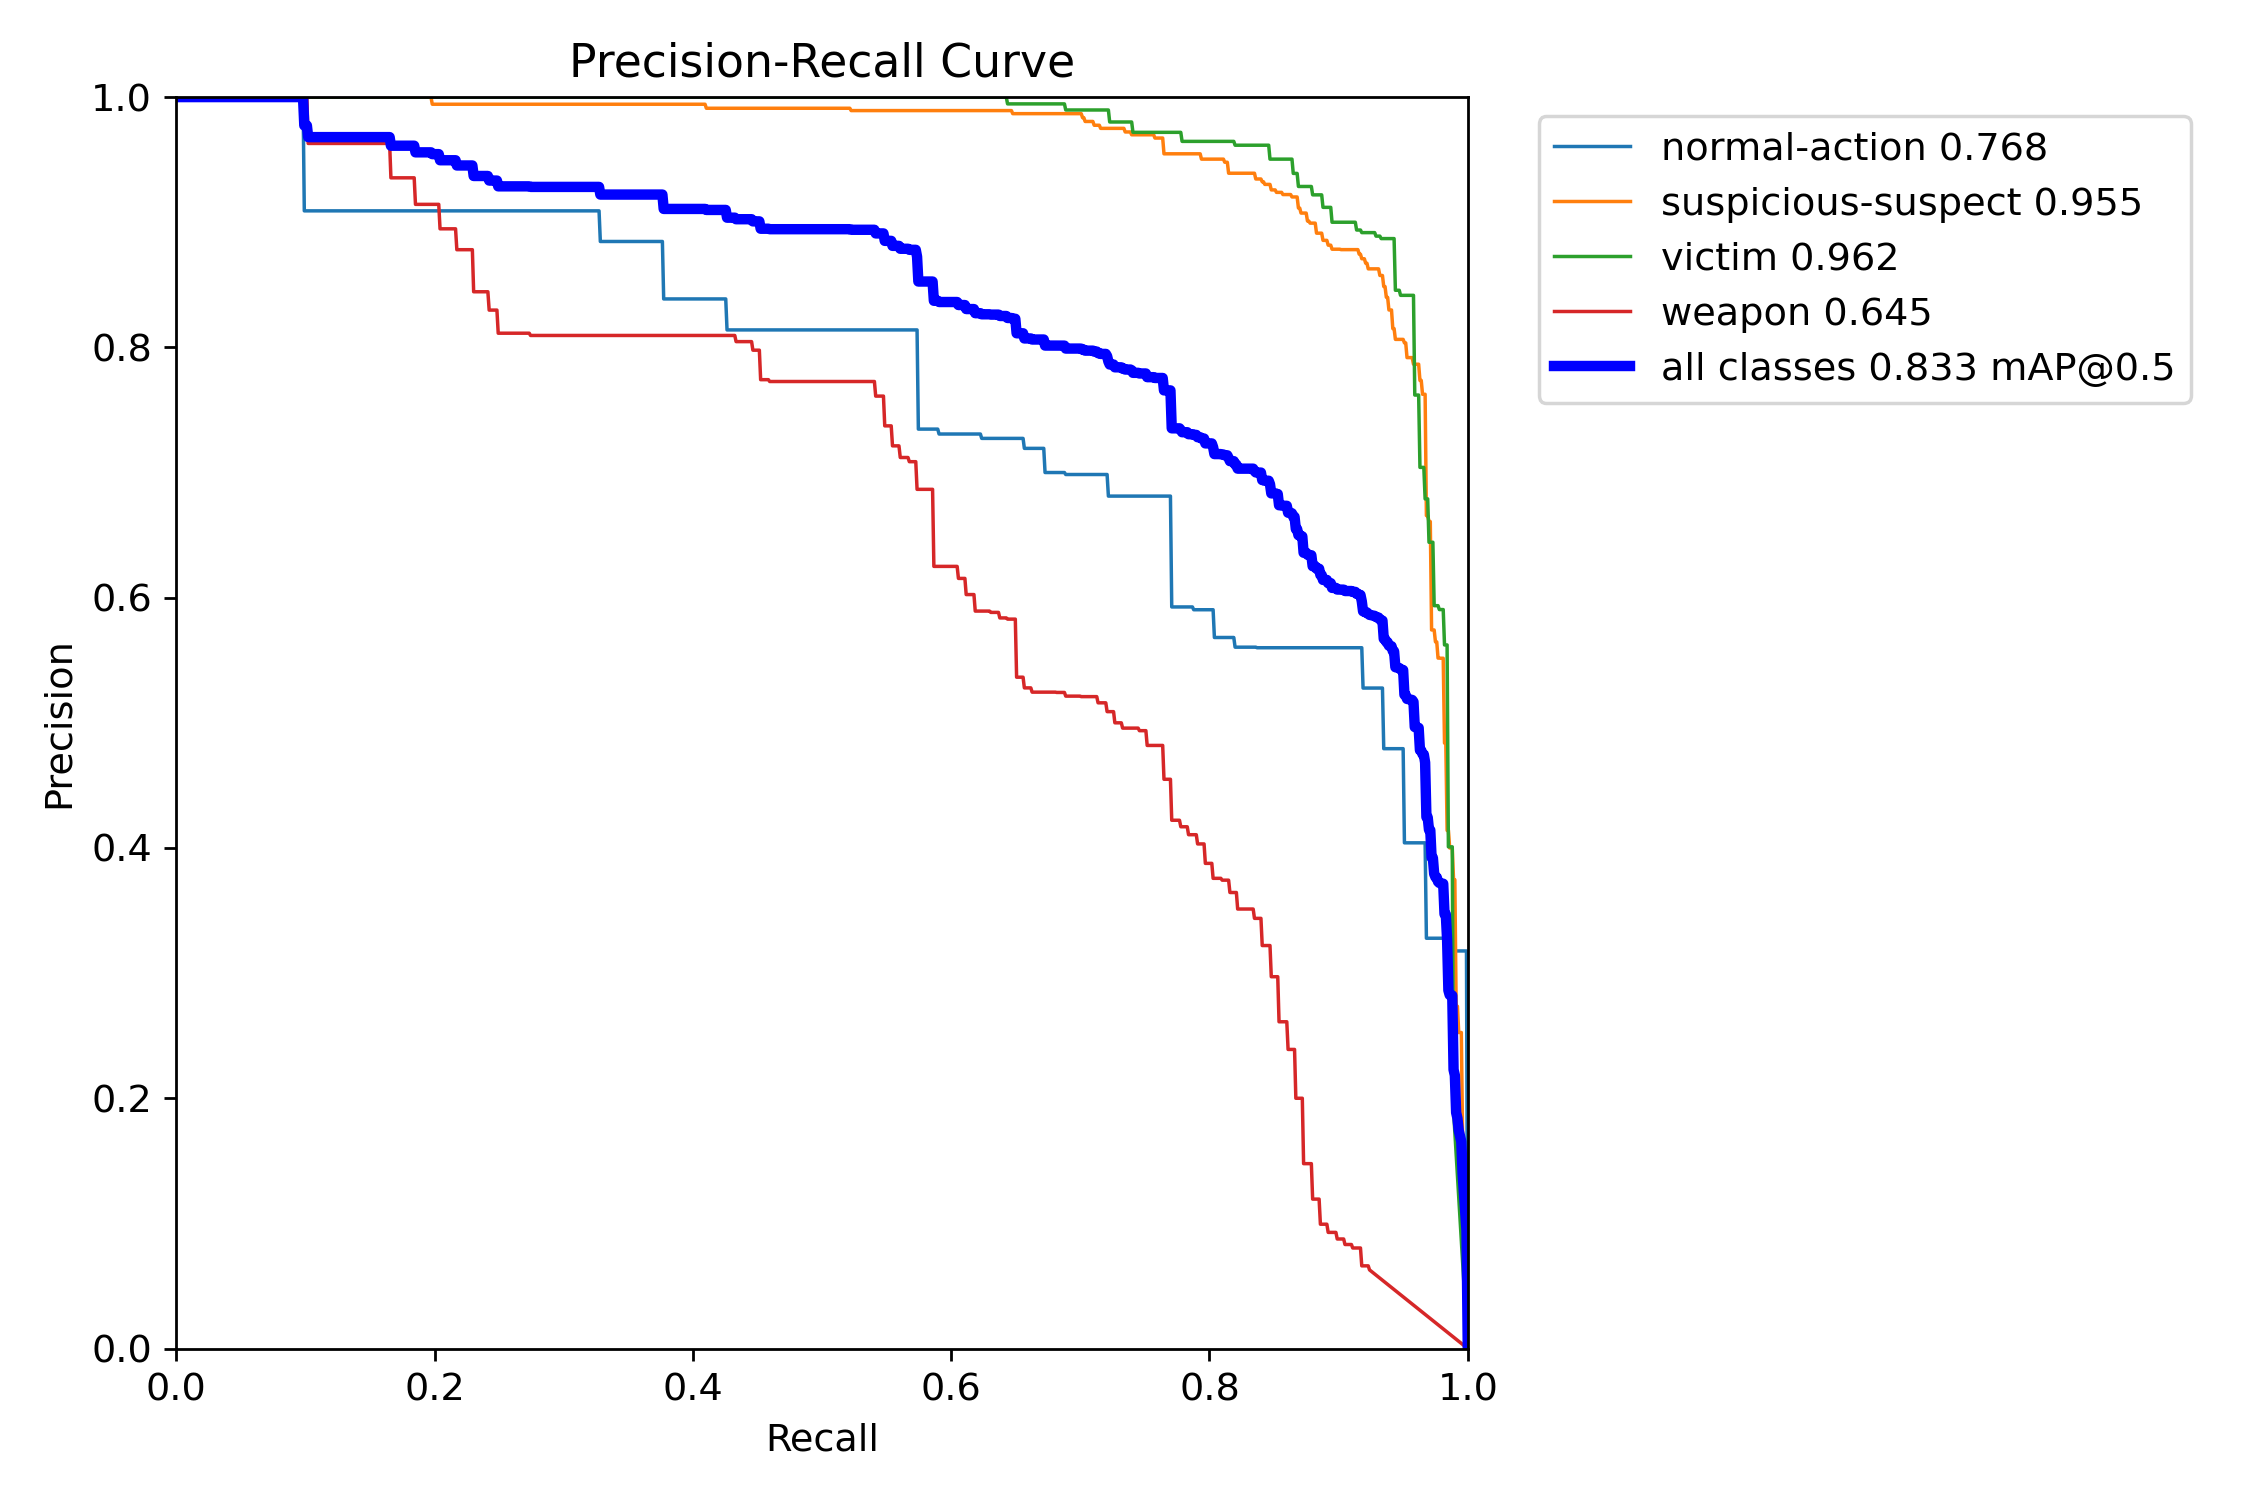 Precision-Recall Curve
1.0
0.8
0.6
0.4
0.2
0.0
Precision
0.0 0.2 0.4 0.6 0.8 1.0
Recall
normal-action 0.768
suspicious-suspect 0.955
victim 0.962
weapon 0.645
all classes 0.833 mAP@0.5